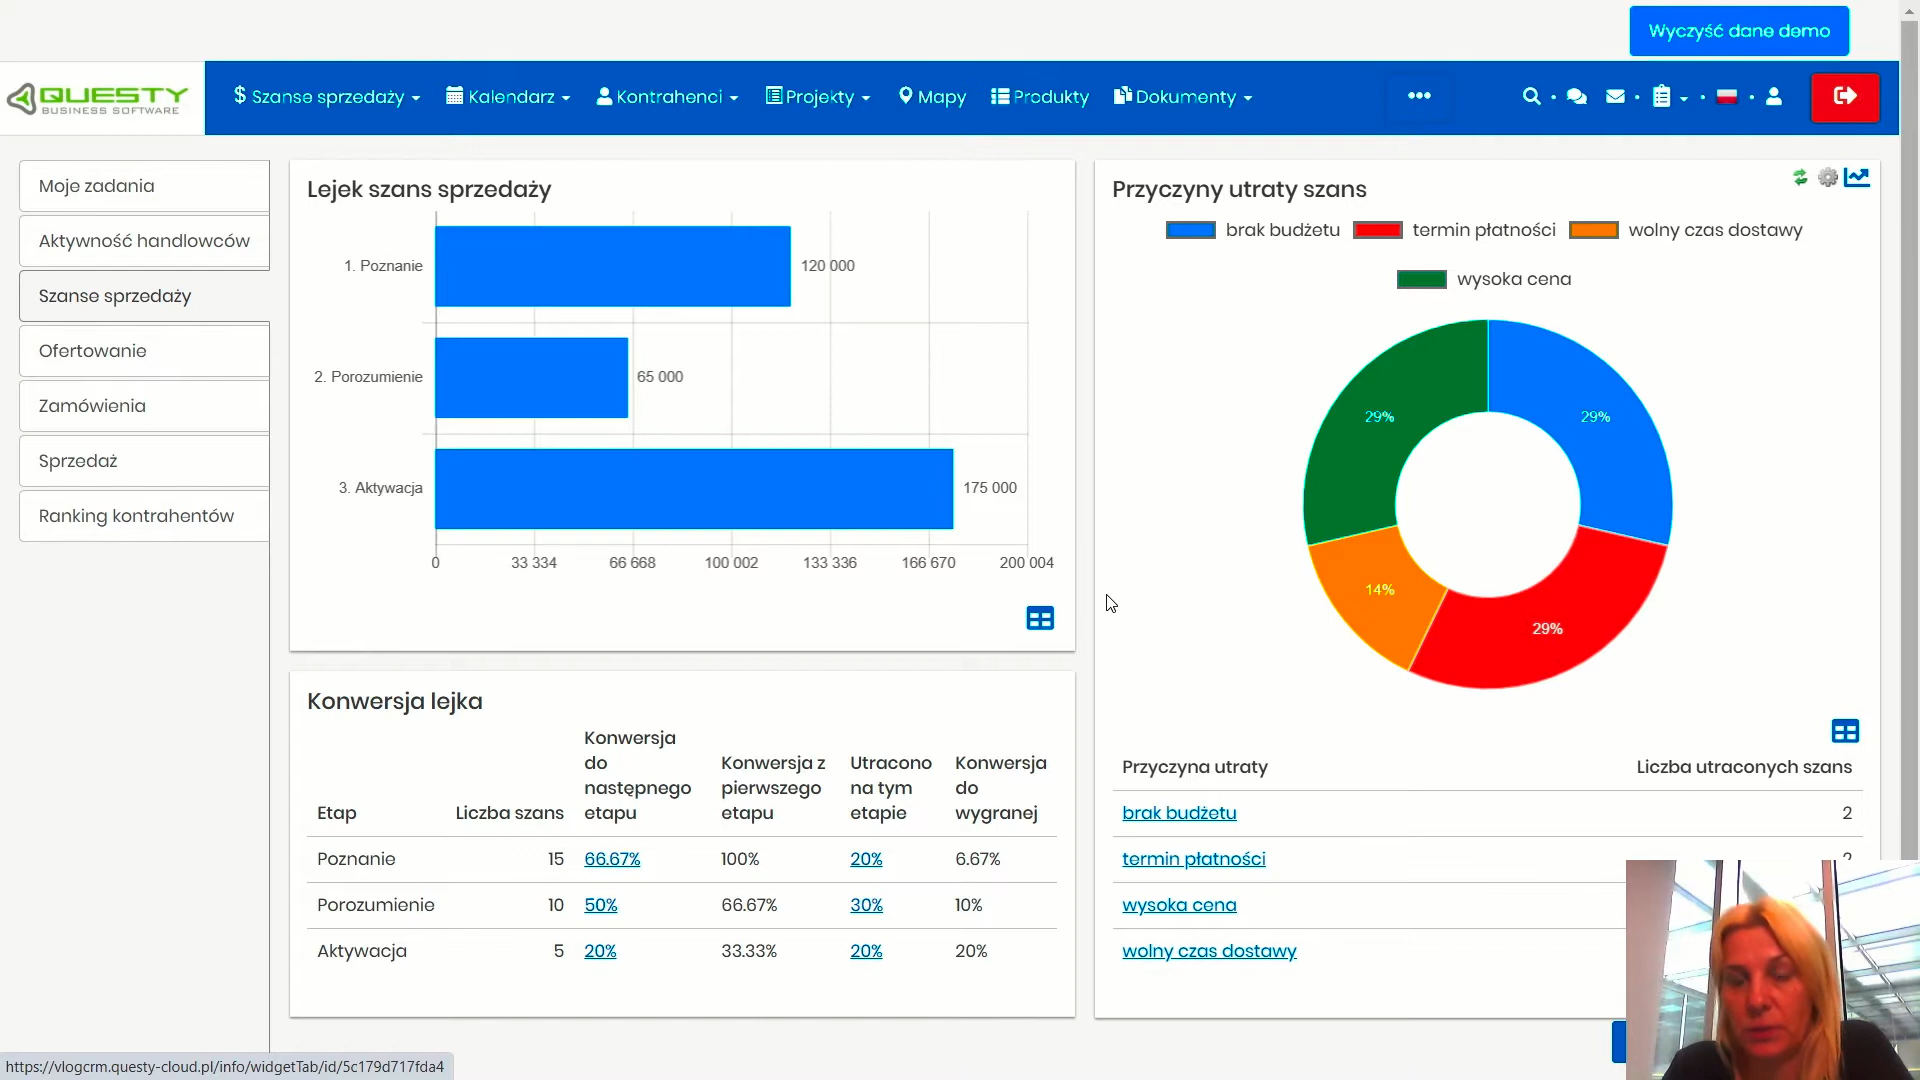 Wyczyść dane demo
QUESTY
BUSINESS SOFTWARE
Szanse sprzedaży
Kalendarz
Kontrahenci
Projekty
Mapy
Produkty
Dokumenty
Moje zadania
Aktywność handlowców
Szanse sprzedaży
Ofertowanie
Zamówienia
Sprzedaż
Ranking kontrahentów
Lejek szans sprzedaży
1. Poznanie
120 000
2. Porozumienie
65 000
3. Aktywacja
175 000
0 33 334 66 668 100 002 133 336 166 670 200 004
Konwersja lejka
Etap Liczba szans Konwersja do następnego etapu Konwersja z pierwszego etapu Utracono na tym etapie Konwersja do wygranej
Poznanie 15 66.67% 100% 20% 6.67%
Porozumienie 10 50% 66.67% 30% 10%
Aktywacja 5 20% 33.33% 20% 20%
Przyczyny utraty szans
brak budżetu termin płatności wolny czas dostawy
wysoka cena
29% 29%
14%
29%
Przyczyna utraty Liczba utraconych szans
brak budżetu 2
termin płatności 2
wysoka cena
wolny czas dostawy
https://vlogcrm.questy-cloud.pl/info/widgetTab/id/5c179d717fda4